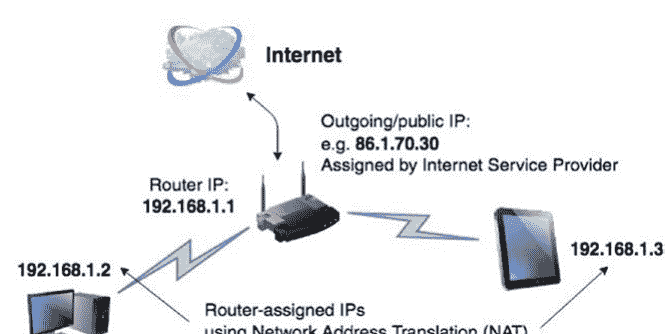 Internet
Outgoing/public IP:
e.g. 86.1.70.30
Assigned by Internet Service Provider
Router IP:
192.168.1.1
192.168.1.3
192.168.1.2
Router-assigned IPs
using Network Address Translation (NAT)